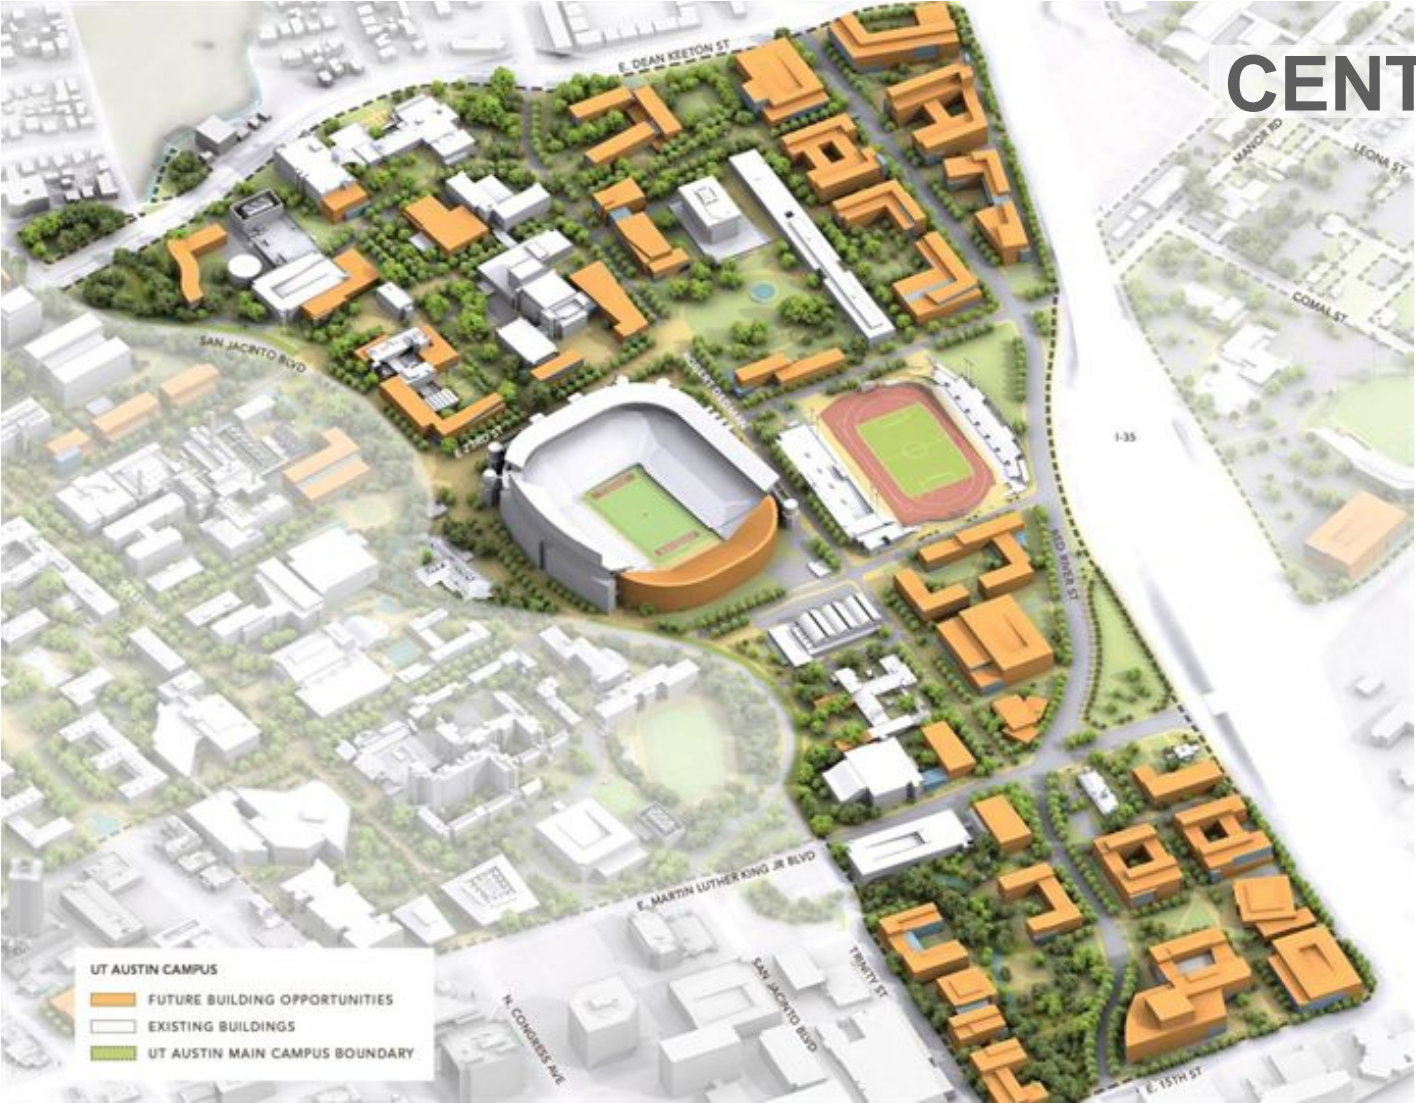 E. DEAN KEETON ST
CENT
MANOR RD
LEONA ST
COMAL ST
SAN JACINTO BLVD
I-35
RED RIVER ST
E. MARTIN LUTHER KING JR BLVD
TRINITY ST
SAN JACINTO BLVD
N. CONGRESS AVE
E. 15TH ST
UT AUSTIN CAMPUS
FUTURE BUILDING OPPORTUNITIES
EXISTING BUILDINGS
UT AUSTIN MAIN CAMPUS BOUNDARY